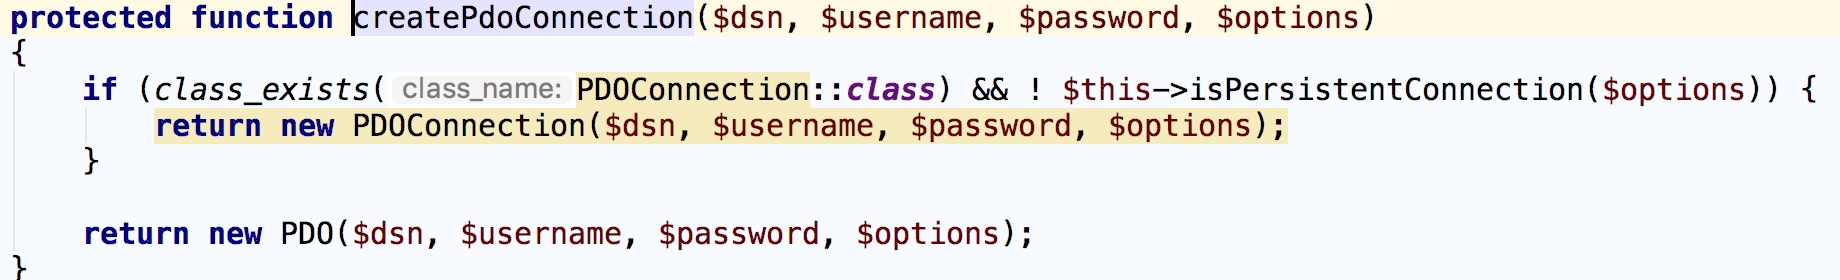 protected function createPdoConnection($dsn, $username, $password, $options)
{
    if (class_exists( class_name: PDOConnection::class) && ! $this->isPersistentConnection($options)) {
        return new PDOConnection($dsn, $username, $password, $options);
    }

    return new PDO($dsn, $username, $password, $options);
}